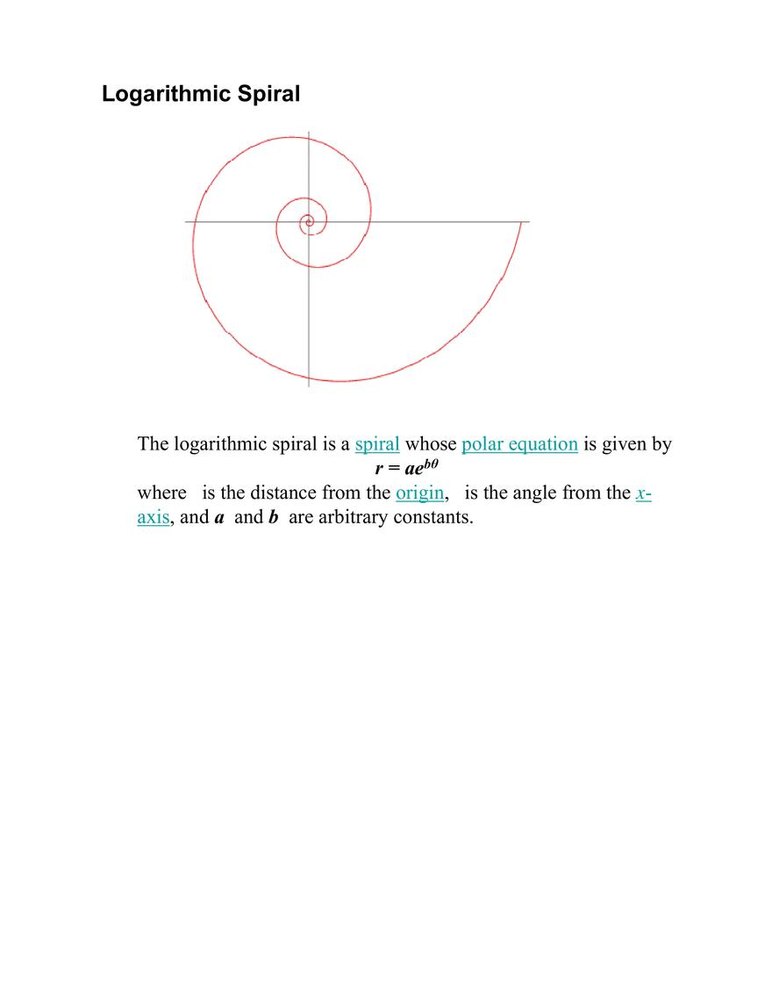 Logarithmic Spiral
The logarithmic spiral is a spiral whose polar equation is given by
r = ae^bθ
where   is the distance from the origin,   is the angle from the x-
axis, and a  and b  are arbitrary constants.